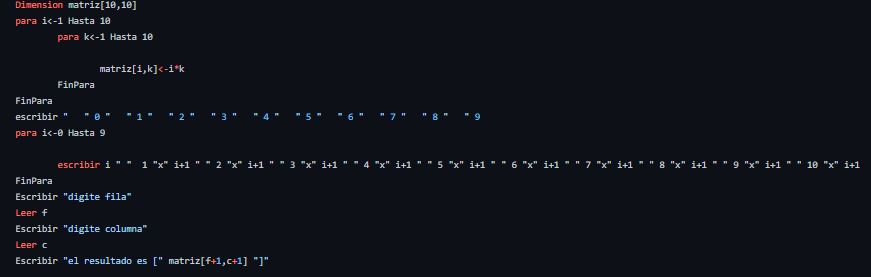 Dimension matriz[10,10]
para i<-1 Hasta 10
para k<-1 Hasta 10
matriz[i,k]<-i*k
FinPara
FinPara
escribir "   " 0 "   " 1 "   " 2 "   " 3 "   " 4 "   " 5 "   " 6 "   " 7 "   " 8 "   " 9
para i<-0 Hasta 9
escribir i " "  1 "x" i+1 " " 2 "x" i+1 " " 3 "x" i+1 " " 4 "x" i+1 " " 5 "x" i+1 " " 6 "x" i+1 " " 7 "x" i+1 " " 8 "x" i+1 " " 9 "x" i+1 " " 10 "x" i+1
FinPara
Escribir "digite fila"
Leer f
Escribir "digite columna"
Leer c
Escribir "el resultado es [" matriz[f+1,c+1] "]"